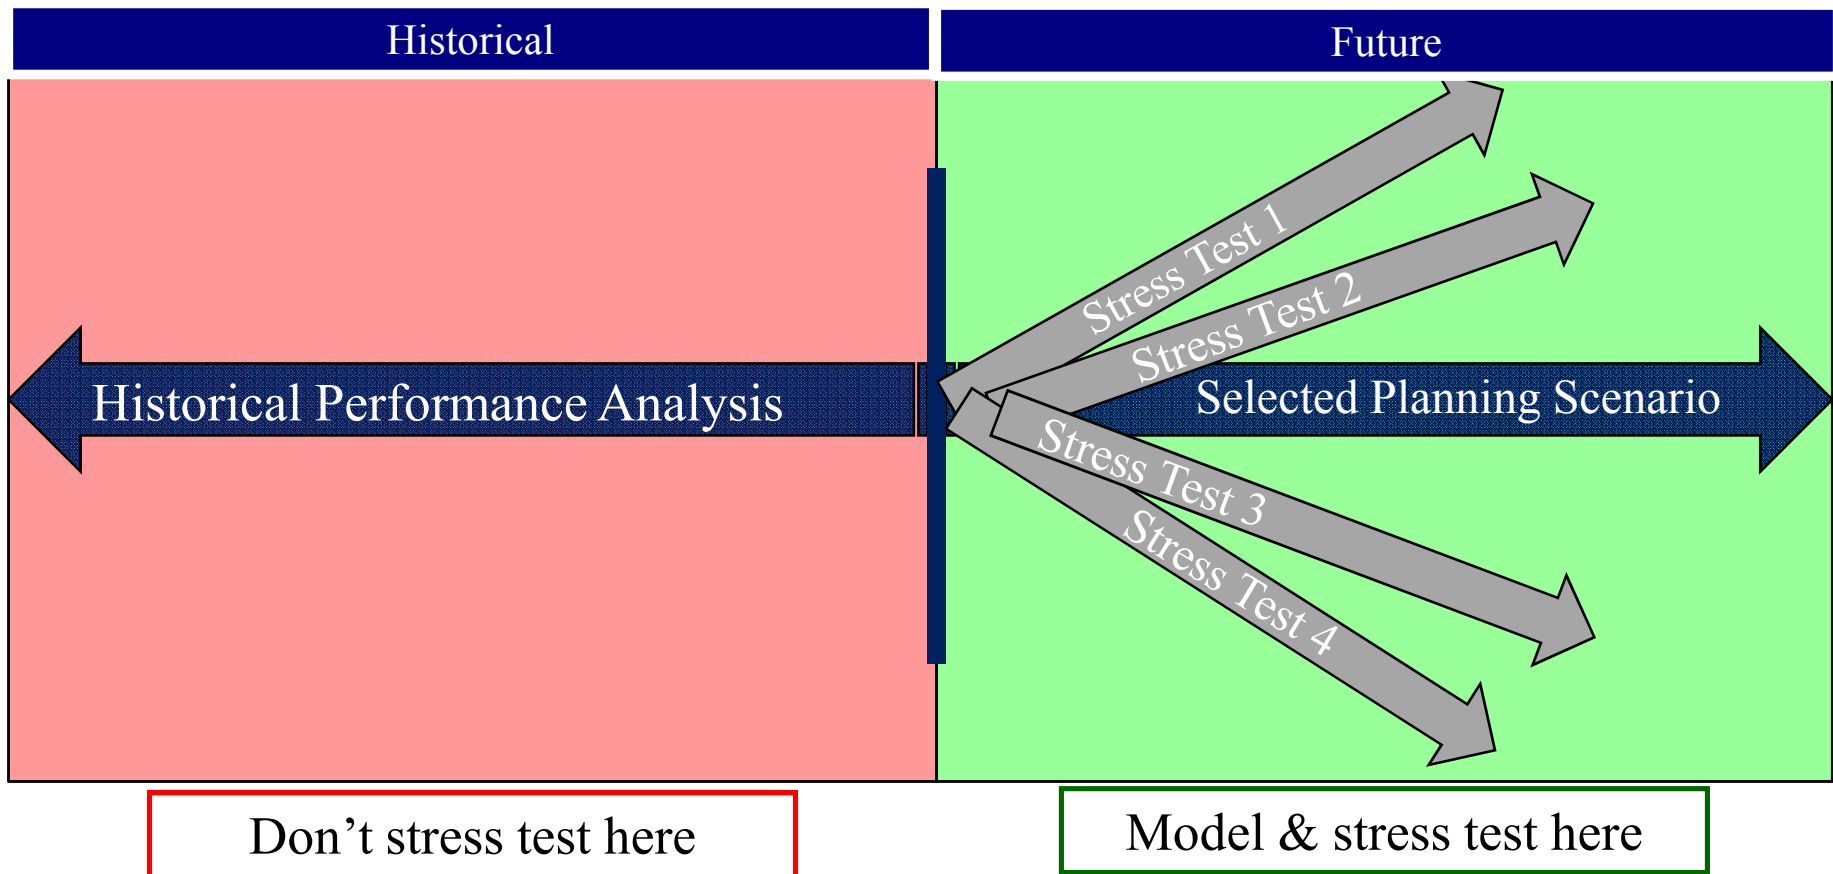 Historical
Future
Stress Test 1
Stress Test 2
Historical Performance Analysis
Selected Planning Scenario
Stress Test 3
Stress Test 4
Don’t stress test here
Model & stress test here